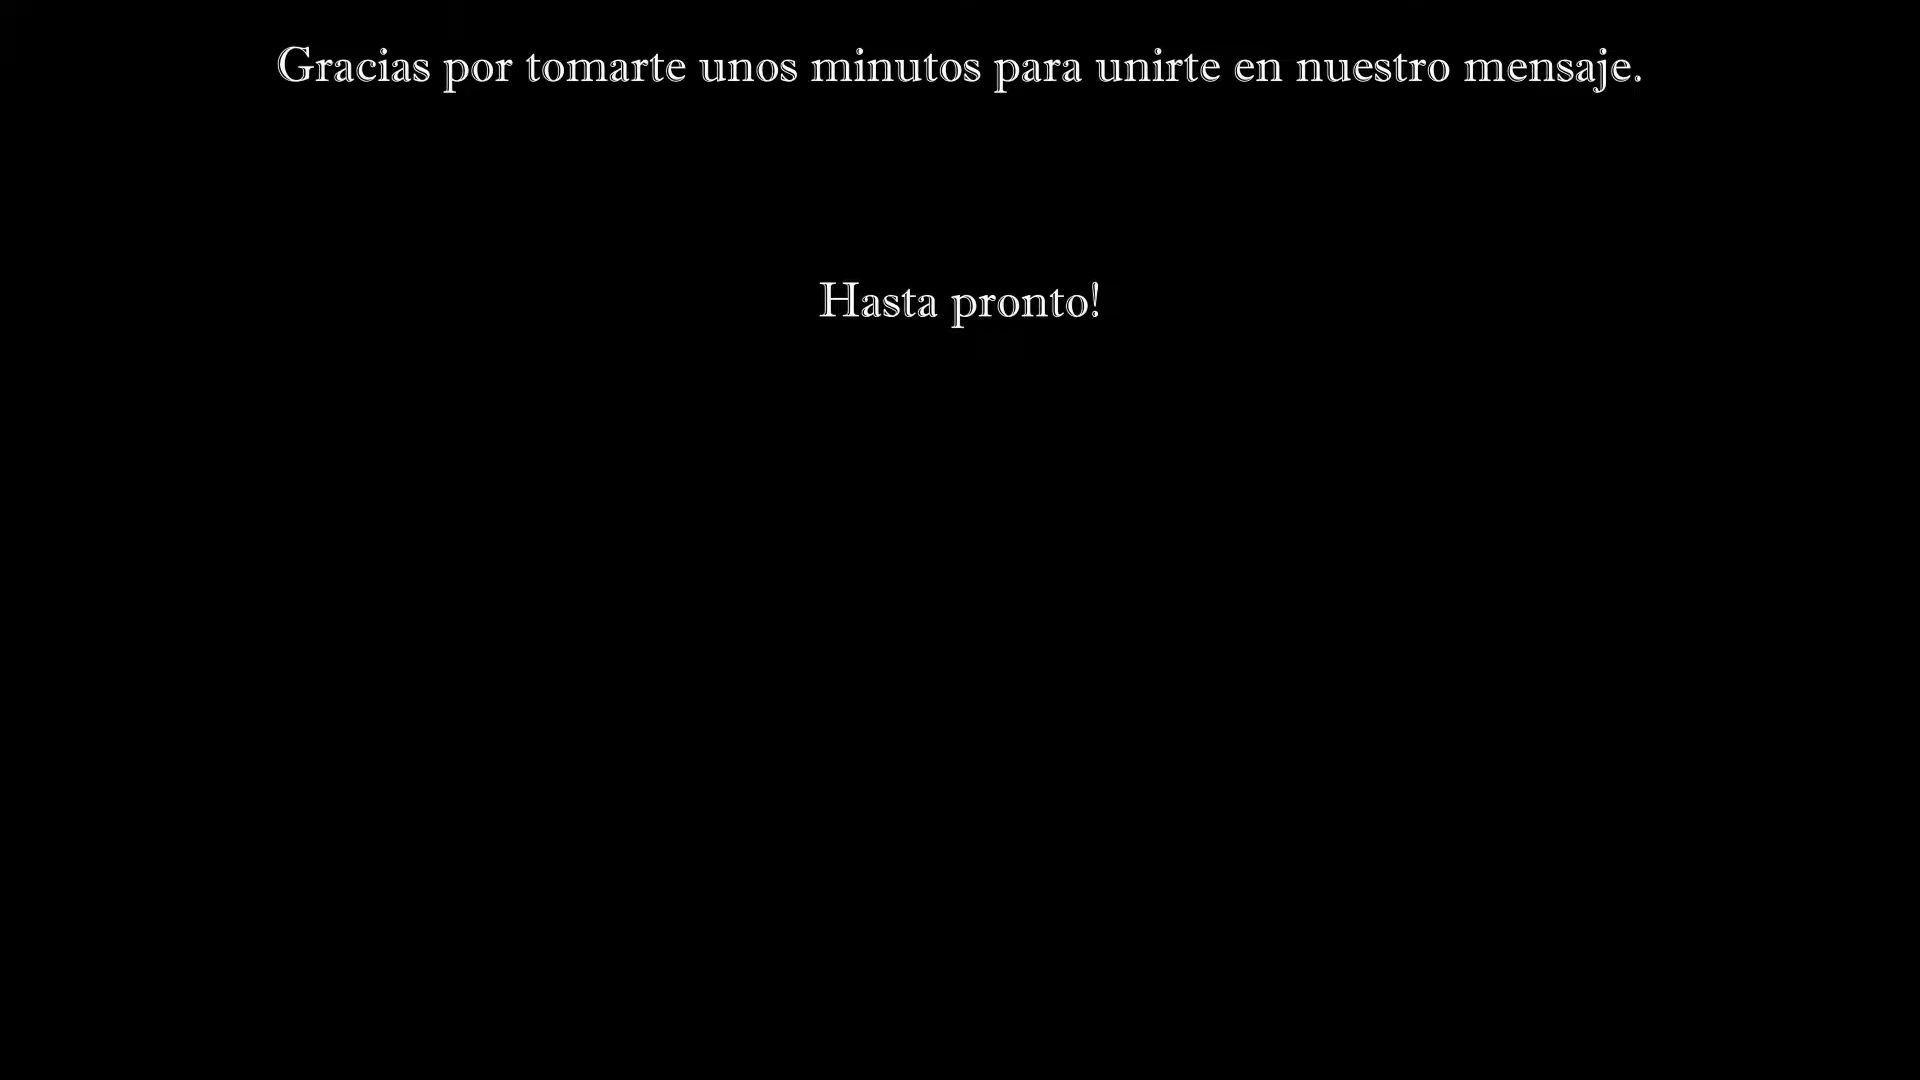 Gracias por tomarte unos minutos para unirte en nuestro mensaje.
Hasta pronto!